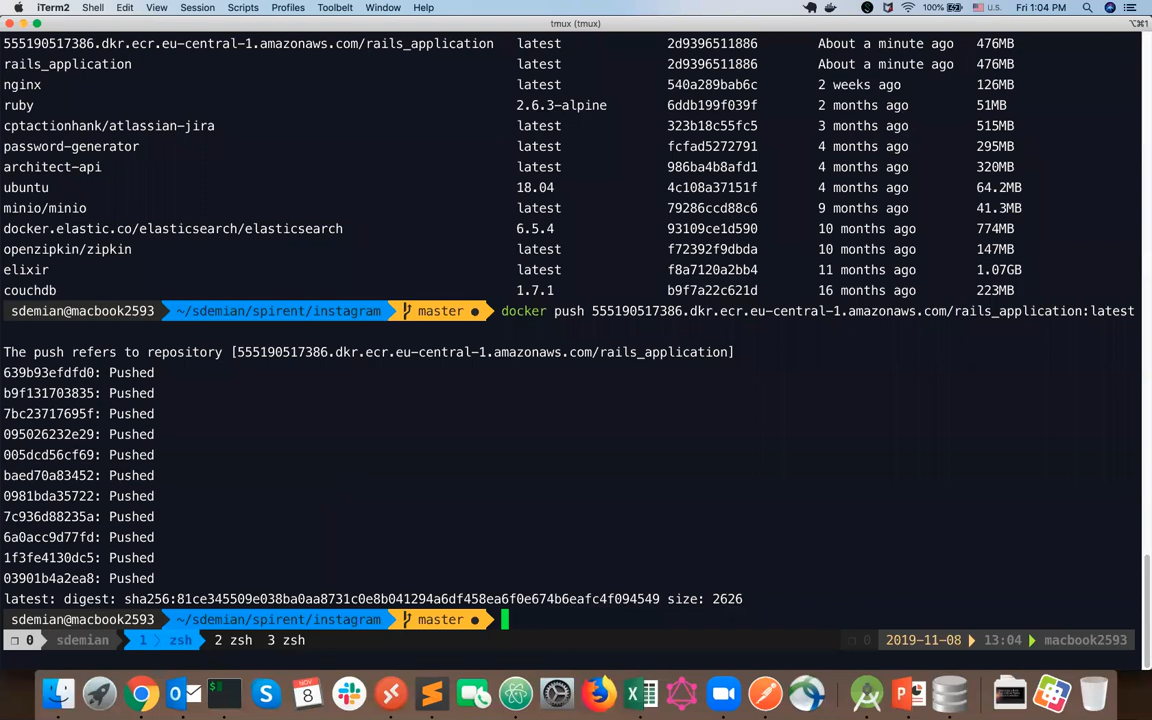 iTerm2 Shell Edit View Session Scripts Profiles Toolbelt Window Help 100% U.S. Fri 1:04 PM
tmux (tmux) ⌥⌘1
555190517386.dkr.ecr.eu-central-1.amazonaws.com/rails_application latest 2d9396511886 About a minute ago 476MB
rails_application latest 2d9396511886 About a minute ago 476MB
nginx latest 540a289bab6c 2 weeks ago 126MB
ruby 2.6.3-alpine 6ddb199f039f 2 months ago 51MB
cptactionhank/atlassian-jira latest 323b18c55fc5 3 months ago 515MB
password-generator latest fcfad5272791 4 months ago 295MB
architect-api latest 986ba4b8afd1 4 months ago 320MB
ubuntu 18.04 4c108a37151f 4 months ago 64.2MB
minio/minio latest 79286ccd88c6 9 months ago 41.3MB
docker.elastic.co/elasticsearch/elasticsearch 6.5.4 93109ce1d590 10 months ago 774MB
openzipkin/zipkin latest f72392f9dbda 10 months ago 147MB
elixir latest f8a7120a2bb4 11 months ago 1.07GB
couchdb 1.7.1 b9f7a22c621d 16 months ago 223MB
sdemian@macbook2593 ~/sdemian/spirent/instagram master ● docker push 555190517386.dkr.ecr.eu-central-1.amazonaws.com/rails_application:latest
The push refers to repository [555190517386.dkr.ecr.eu-central-1.amazonaws.com/rails_application]
639b93efdfd0: Pushed
b9f131703835: Pushed
7bc23717695f: Pushed
095026232e29: Pushed
005dcd56cf69: Pushed
baed70a83452: Pushed
0981bda35722: Pushed
7c936d88235a: Pushed
6a0acc9d77fd: Pushed
1f3fe4130dc5: Pushed
03901b4a2ea8: Pushed
latest: digest: sha256:81ce345509e038ba0aa8731c0e8b041294a6df458ea6f0e674b6eafc4f094549 size: 2626
sdemian@macbook2593 ~/sdemian/spirent/instagram master ●
0 sdemian 1 zsh 2 zsh 3 zsh 0 2019-11-08 13:04 macbook2593
NOV 8